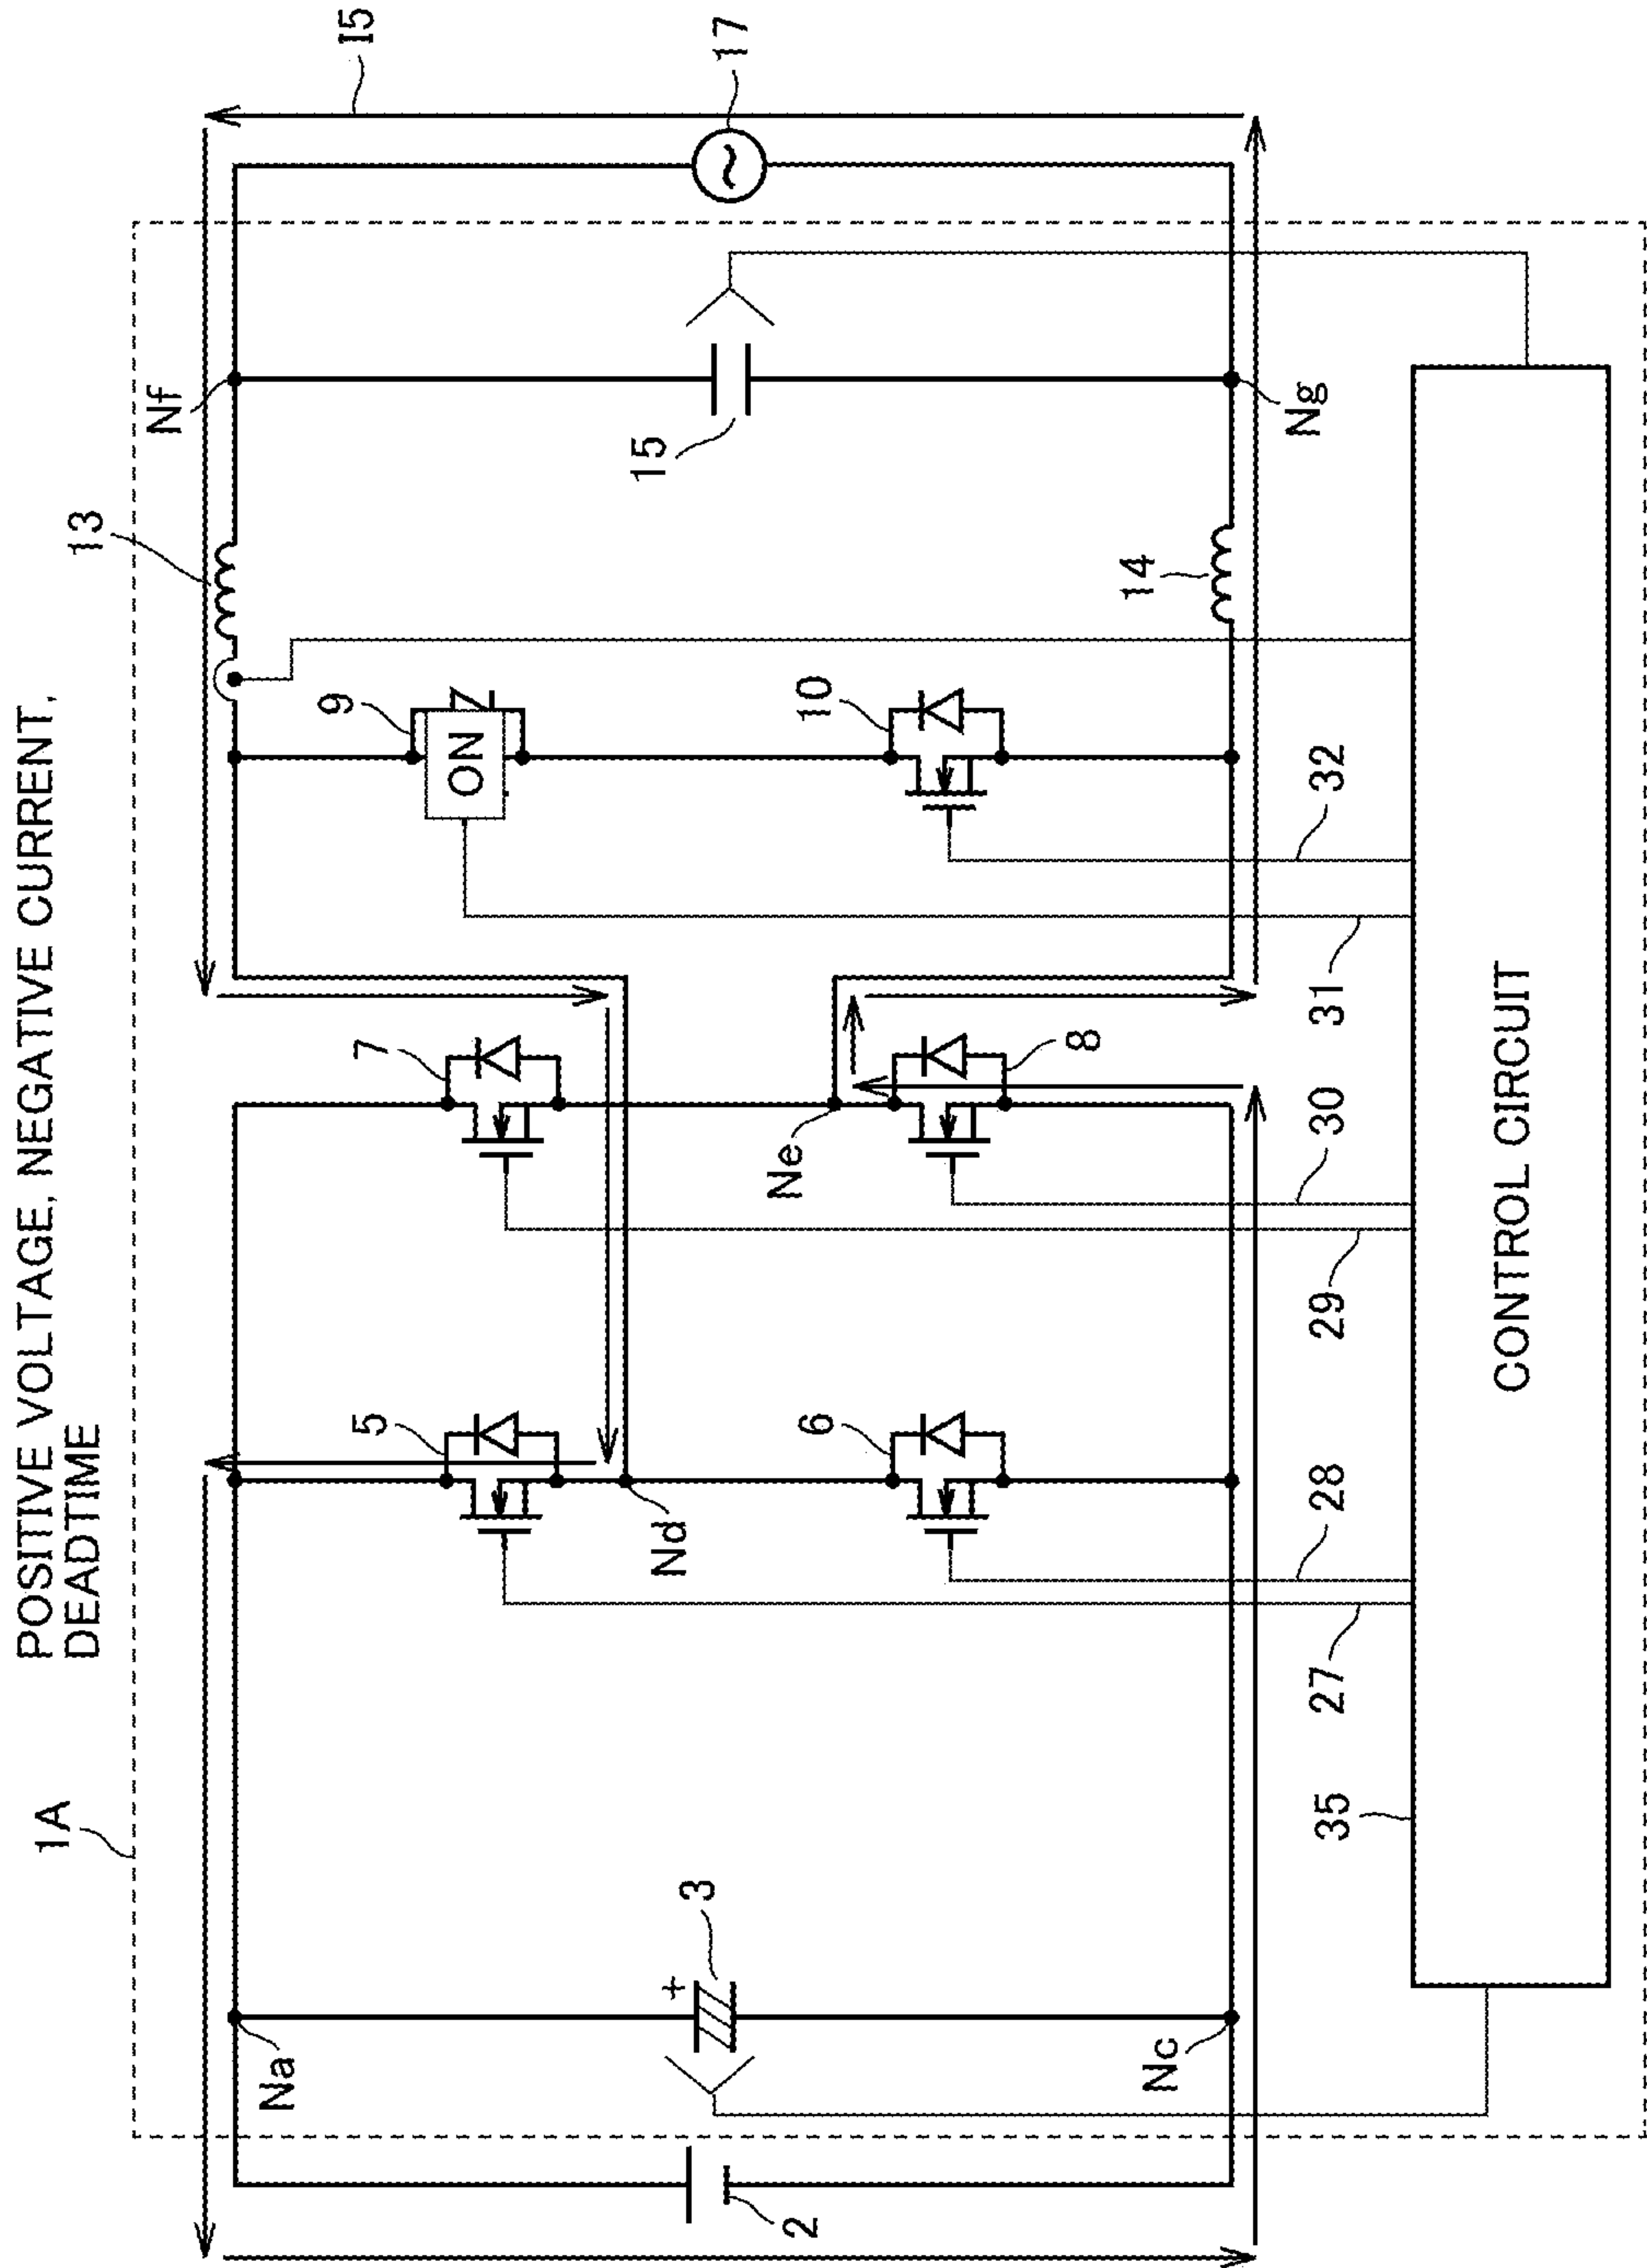 POSITIVE VOLTAGE, NEGATIVE CURRENT,
DEADTIME
1A
I5
13
Nf
17
9
7
5
Na
3
+
ON
10
15
2
Nd
6
Ne
8
14
Nc
Ng
27
28
29
30
31
32
35
CONTROL CIRCUIT